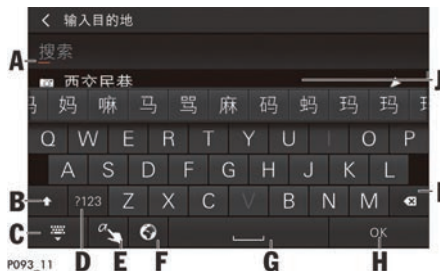 < 输入目的地
A 搜索
西交民巷 J
妈 妈 嘛 马 骂 麻 码 蚂 玛 玛
Q W E R T Y U I O P
A S D F G H J K L
B ?123 Z X C V B N M I
C OK
P093_11 D E F G H